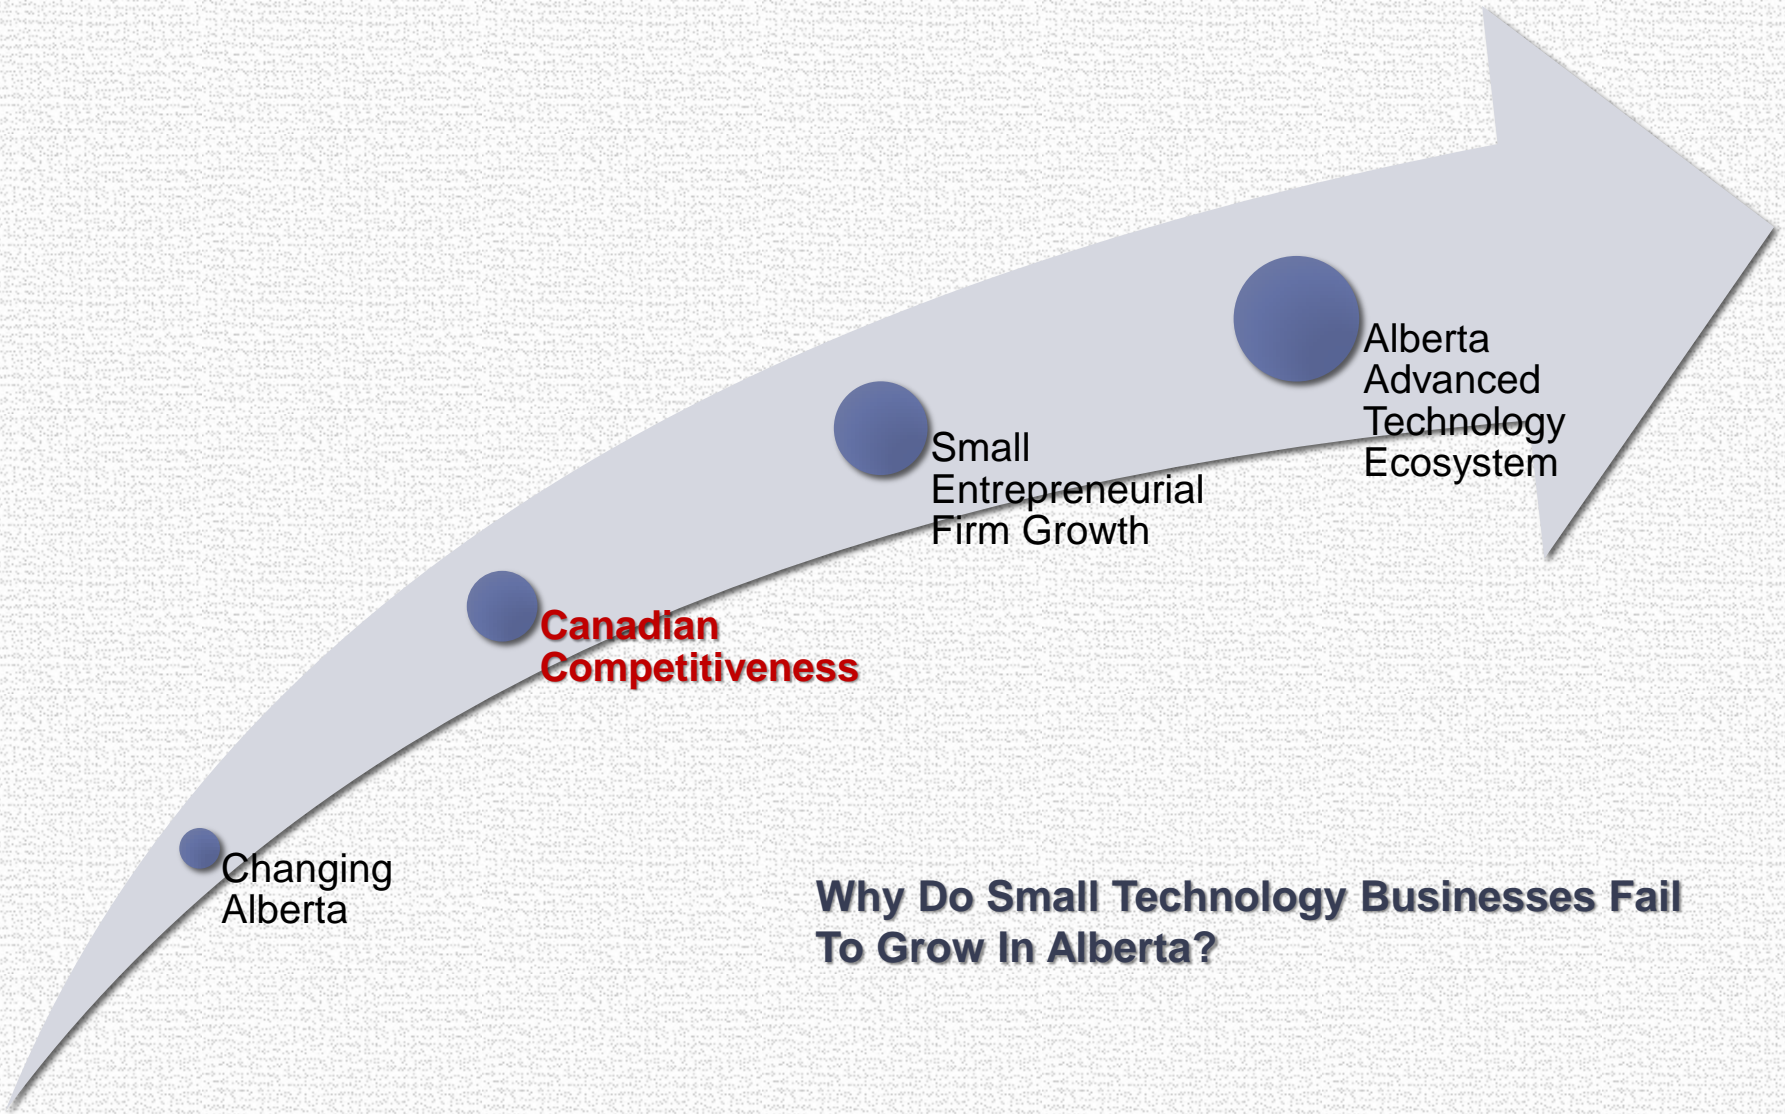 Changing
Alberta
Canadian
Competitiveness
Small
Entrepreneurial
Firm Growth
Alberta
Advanced
Technology
Ecosystem
Why Do Small Technology Businesses Fail
To Grow In Alberta?